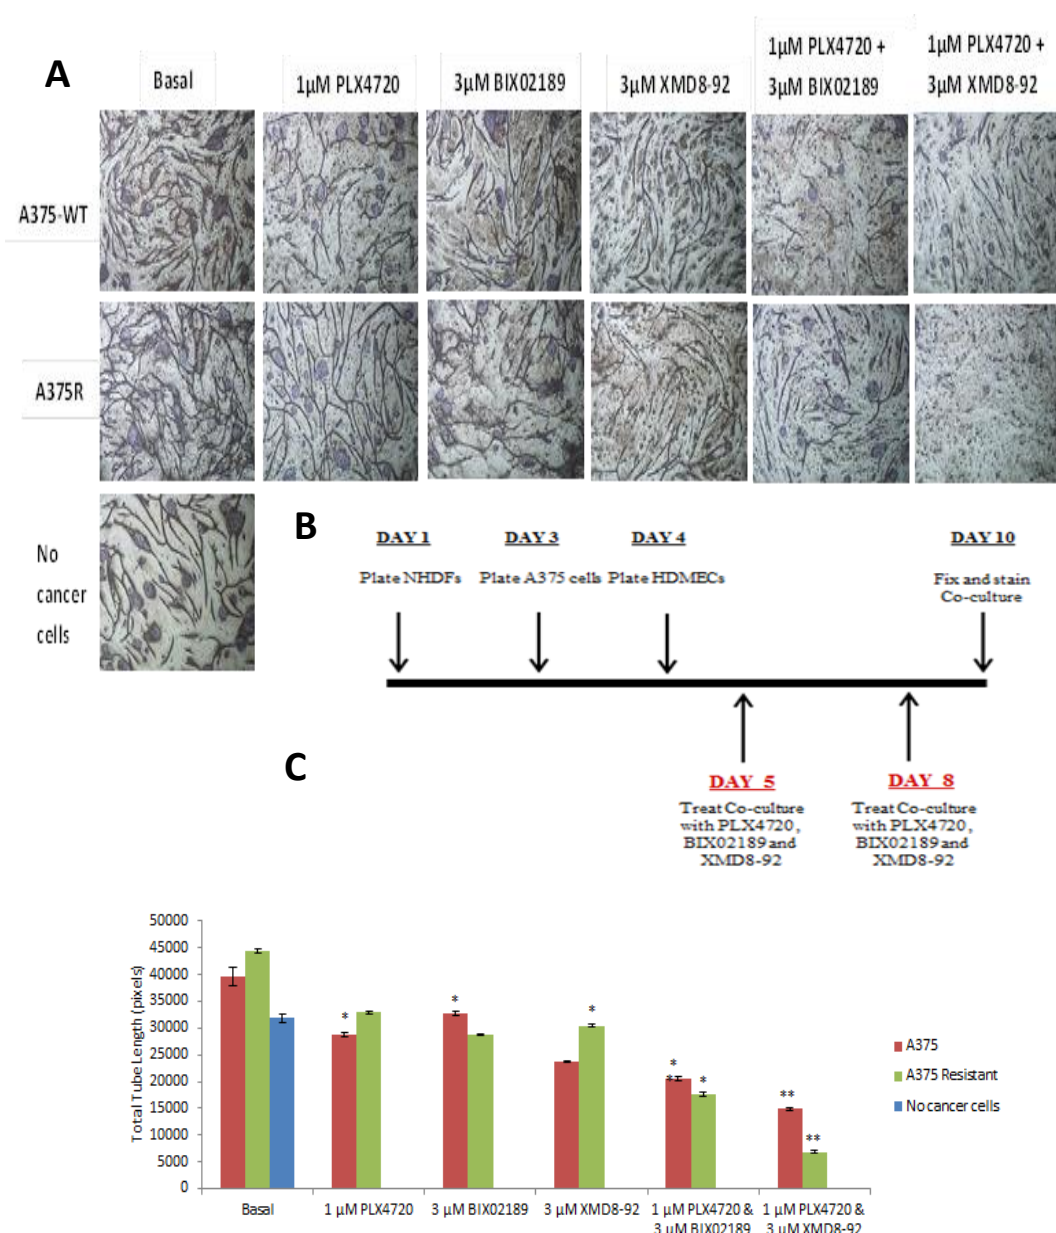 A
Basal
1µM PLX4720
3µM BIX02189
3µM XMD8-92
1µM PLX4720 +
3µM BIX02189
1µM PLX4720 +
3µM XMD8-92
A375-WT
A375R
No
cancer
cells
B
DAY 1
Plate NHDFs
DAY 3
Plate A375 cells
DAY 4
Plate HDMECs
DAY 10
Fix and stain
Co-culture
DAY 5
Treat Co-culture
with PLX4720,
BIX02189 and
XMD8-92
DAY 8
Treat Co-culture
with PLX4720,
BIX02189 and
XMD8-92
C
Total Tube Length (pixels)
50000
45000
40000
35000
30000
25000
20000
15000
10000
5000
0
*
*
*
*
*
*
**
**
Basal
1 µM PLX4720
3 µM BIX02189
3 µM XMD8-92
1 µM PLX4720 &
3 µM BIX02189
1 µM PLX4720 &
3 µM XMD8-92
A375
A375 Resistant
No cancer cells